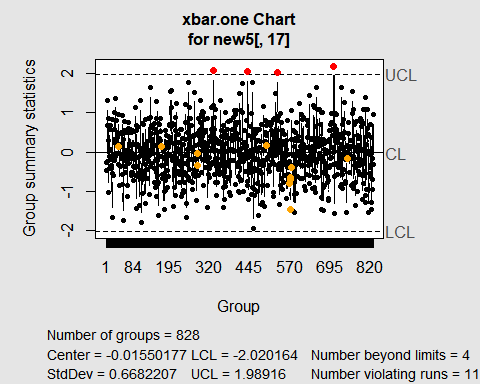 xbar.one Chart
for new5[, 17]
Group summary statistics
2
1
0
-1
-2
UCL
CL
LCL
1 84 195 320 445 570 695 820
Group
Number of groups = 828
Center = -0.01550177 LCL = -2.020164 Number beyond limits = 4
StdDev = 0.6682207 UCL = 1.98916 Number violating runs = 11